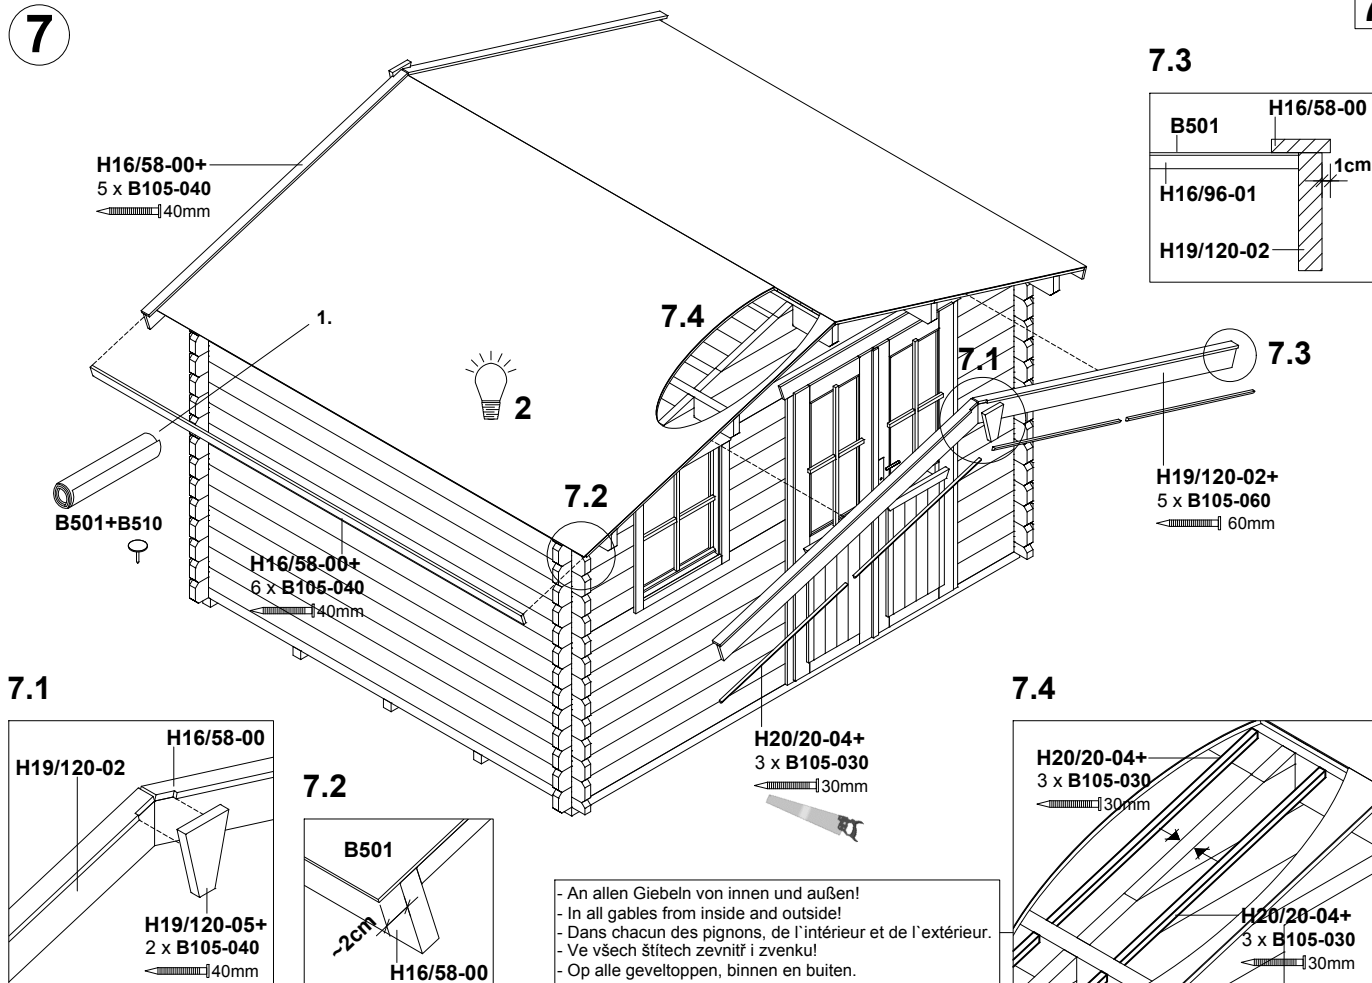 7
7.3
H16/58-00
B501
1cm
H16/96-01
H19/120-02
H16/58-00+
5 x B105-040
40mm
1.
7.4
7.1
7.3
2
7.2
H19/120-02+
5 x B105-060
60mm
B501+B510
H16/58-00+
6 x B105-040
40mm
7.1
H16/58-00
H19/120-02
H19/120-05+
2 x B105-040
40mm
7.2
B501
~2cm
H16/58-00
H20/20-04+
3 x B105-030
30mm
- An allen Giebeln von innen und außen!
- In all gables from inside and outside!
- Dans chacun des pignons, de l`intérieur et de l`extérieur.
- Ve všech štítech zevnitř i zvenku!
- Op alle geveltoppen, binnen en buiten.
7.4
H20/20-04+
3 x B105-030
30mm
H20/20-04+
3 x B105-030
30mm